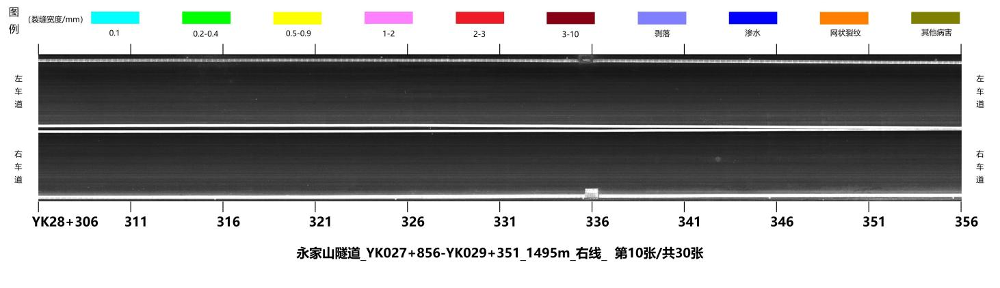 图例
(裂缝宽度/mm)
0.1 0.2-0.4 0.5-0.9 1-2 2-3 3-10 剥落 渗水 网状裂纹 其他病害
左车道 左车道
右车道 右车道
YK28+306 311 316 321 326 331 336 341 346 351 356
永家山隧道_YK027+856-YK029+351_1495m_右线_ 第10张/共30张